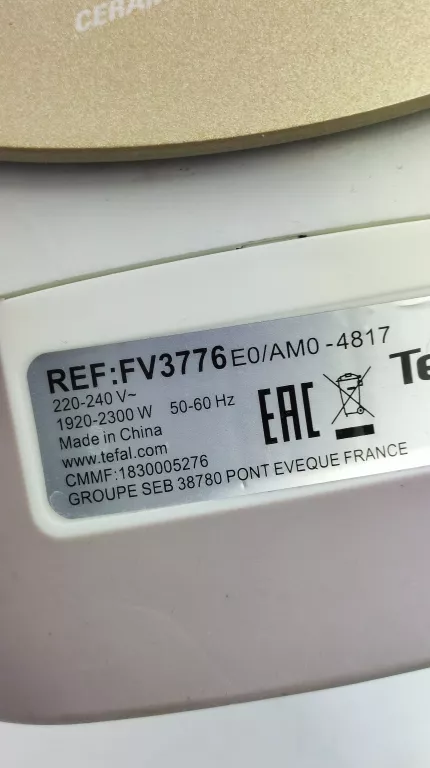 CERAM
REF:FV3776 E0/AM0 - 4817
220-240 V~
1920-2300 W 50-60 Hz
Made in China
www.tefal.com
CMMF:1830005276
GROUPE SEB 38780 PONT EVEQUE FRANCE
EAC
Te